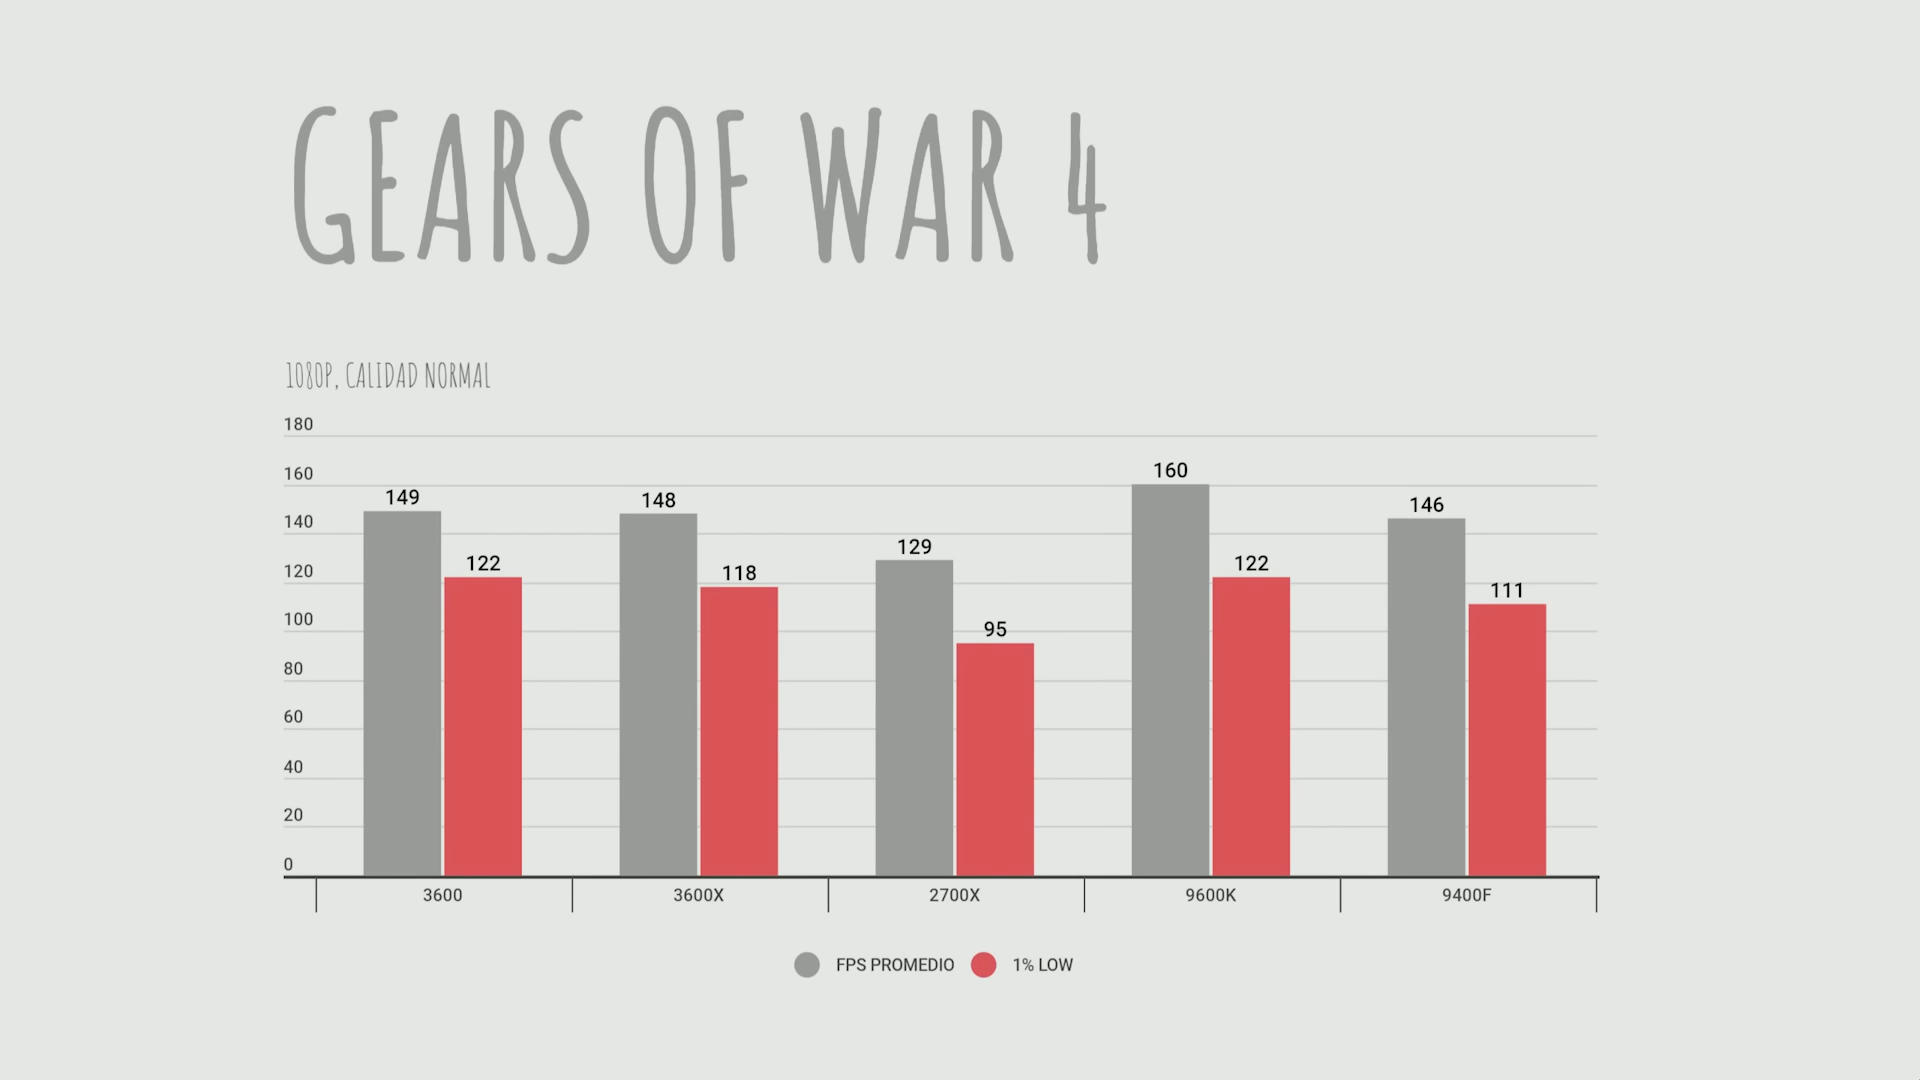 GEARS OF WAR 4
1080P, CALIDAD NORMAL
180
160
140
120
100
80
60
40
20
0
149
122
148
118
129
95
160
122
146
111
3600
3600X
2700X
9600K
9400F
FPS PROMEDIO
1% LOW